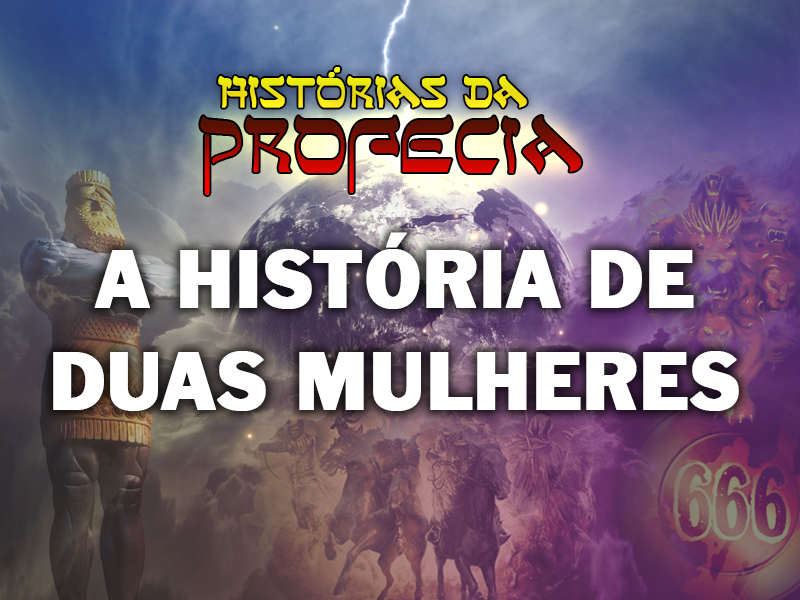 HISTÓRIAS DA
PROFECIA
A HISTÓRIA DE
DUAS MULHERES
666